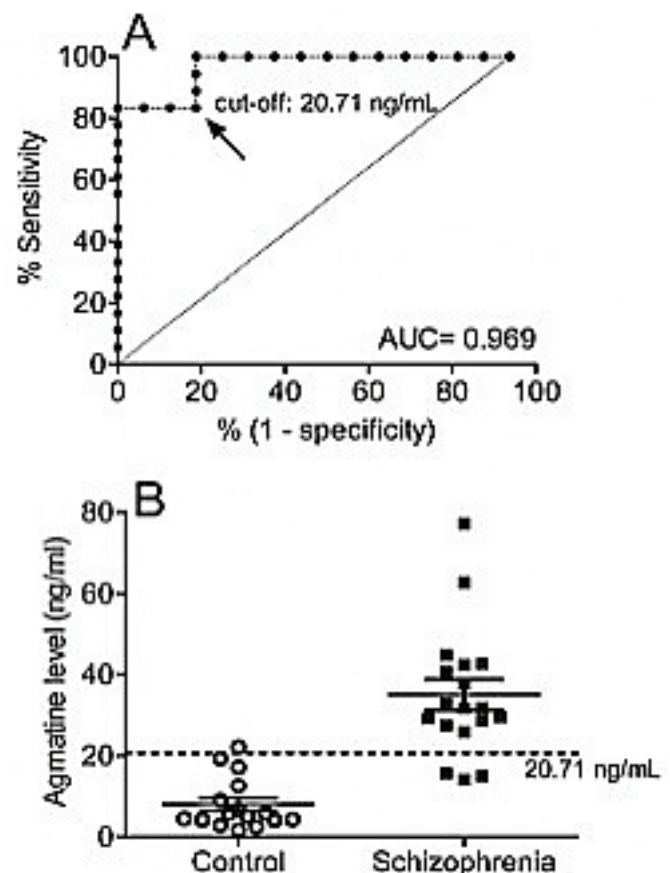 A
100
80
60
40
20
0
% Sensitivity
cut-off: 20.71 ng/mL
AUC= 0.969
0 20 40 60 80 100
% (1 - specificity)
B
80
60
40
20
0
Agmatine level (ng/ml)
20.71 ng/mL
Control Schizophrenia